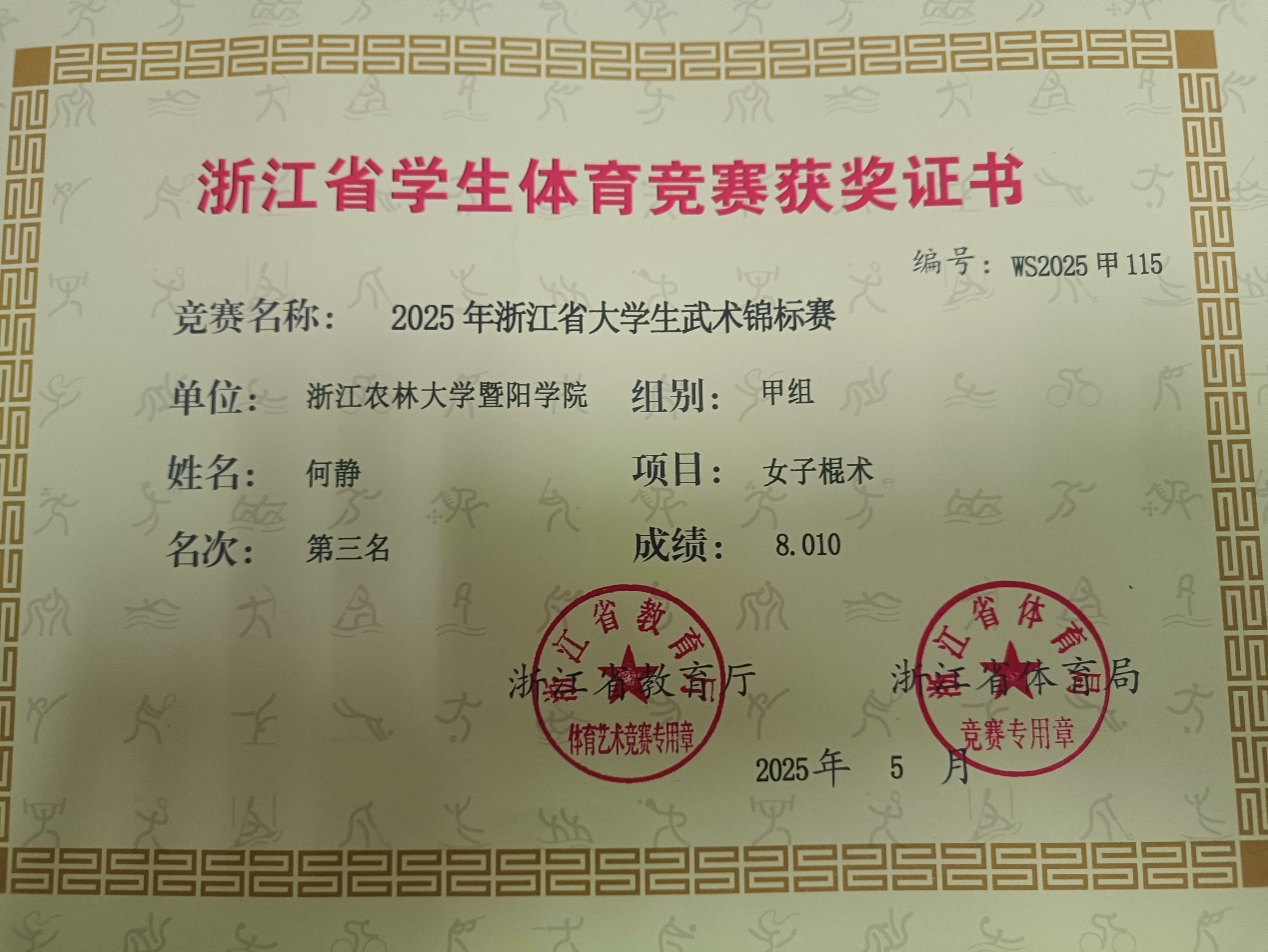 浙江省学生体育竞赛获奖证书
编号：WS2025甲115
竞赛名称： 2025年浙江省大学生武术锦标赛
单位： 浙江农林大学暨阳学院 组别： 甲组
姓名： 何静 项目： 女子棍术
名次： 第三名 成绩： 8.010
浙江省教育厅 浙江省体育局
浙江省教育厅
体育艺术竞赛专用章
浙江省体育局
竞赛专用章
2025年 5 月